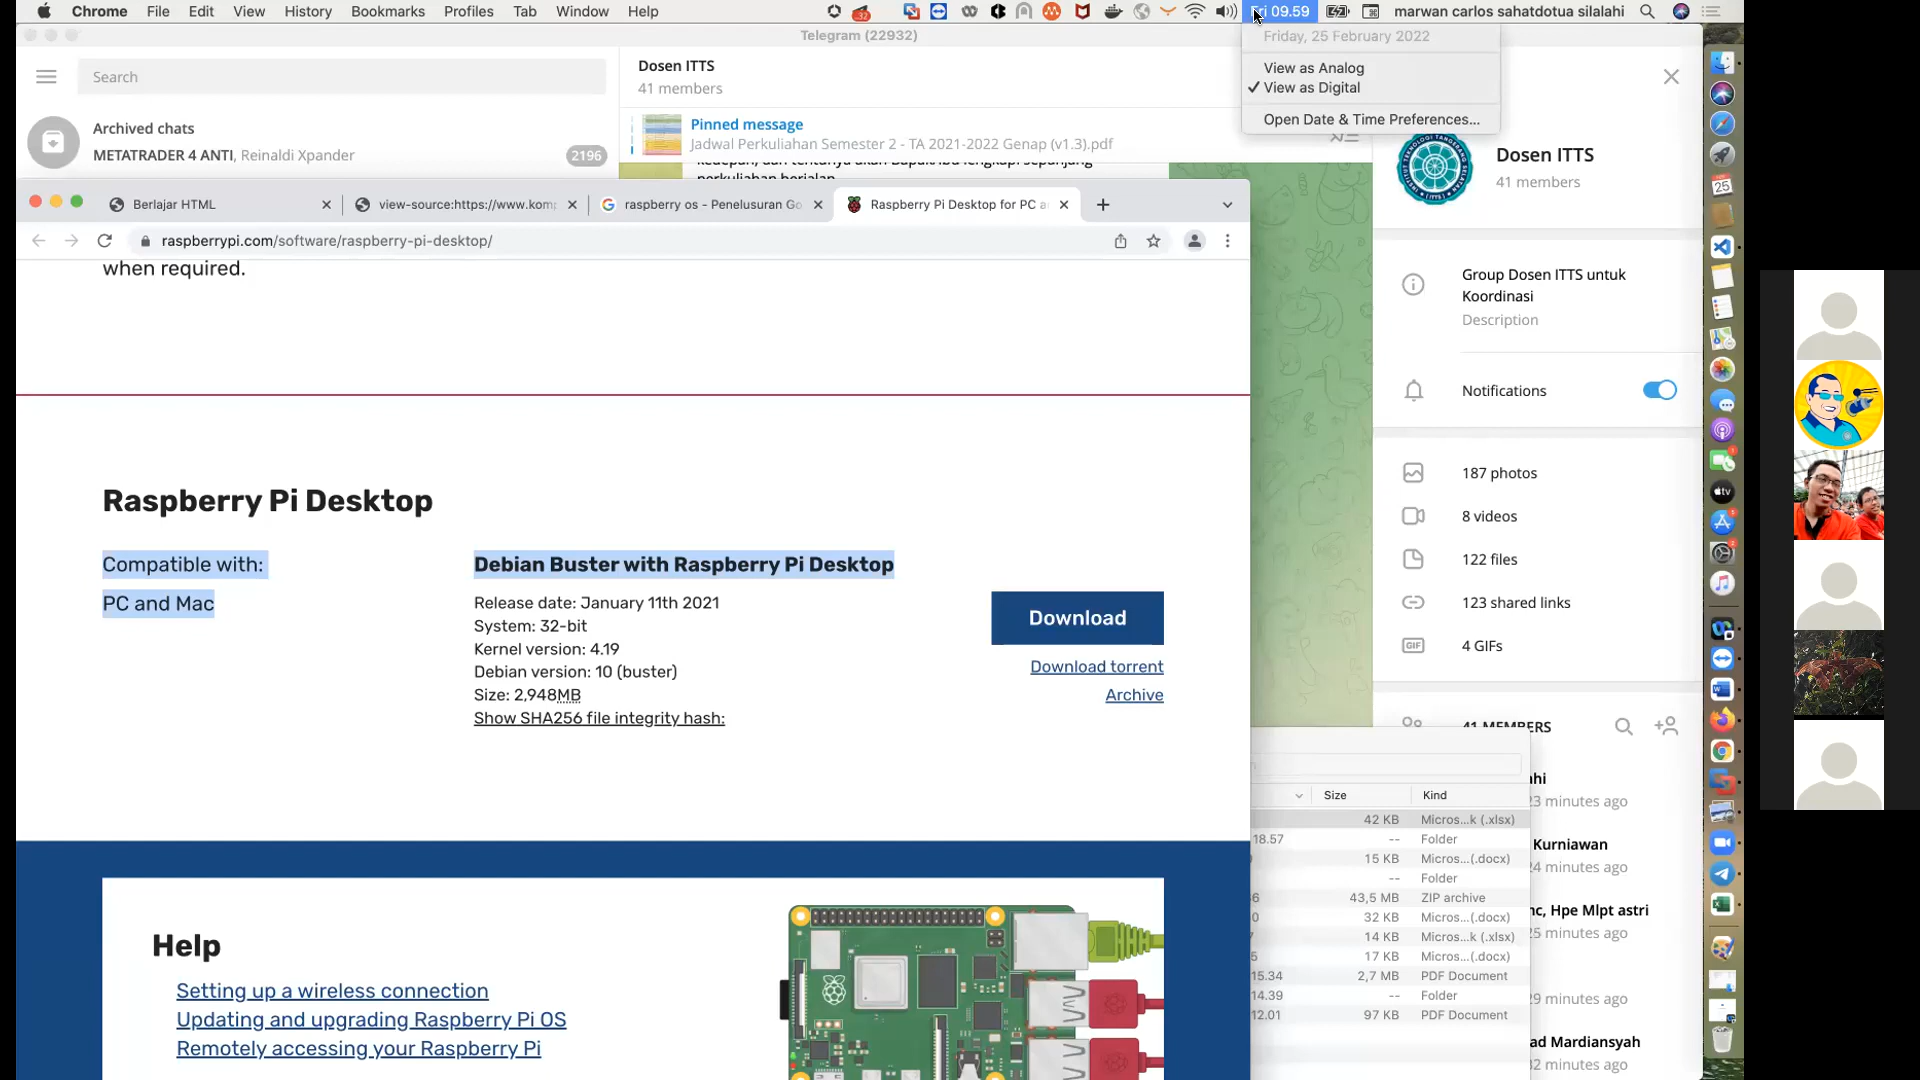 Chrome File Edit View History Bookmarks Profiles Tab Window Help
Fri 09.59
marwan carlos sahatdotua silalahi
Telegram (22932)
Friday, 25 February 2022
View as Analog
✓ View as Digital
Open Date & Time Preferences...
Search
Archived chats
METATRADER 4 ANTI, Reinaldi Xpander
2196
Dosen ITTS
41 members
Pinned message
Jadwal Perkuliahan Semester 2 - TA 2021-2022 Genap (v1.3).pdf
perkuliahan berjalan
Berlajar HTML
view-source:https://www.komp
raspberry os - Penelusuran Go
Raspberry Pi Desktop for PC a
raspberrypi.com/software/raspberry-pi-desktop/
when required.
Raspberry Pi Desktop
Compatible with:
PC and Mac
Debian Buster with Raspberry Pi Desktop
Release date: January 11th 2021
System: 32-bit
Kernel version: 4.19
Debian version: 10 (buster)
Size: 2,948MB
Show SHA256 file integrity hash:
Download
Download torrent
Archive
Help
Setting up a wireless connection
Updating and upgrading Raspberry Pi OS
Remotely accessing your Raspberry Pi
Dosen ITTS
41 members
Group Dosen ITTS untuk
Koordinasi
Description
Notifications
187 photos
8 videos
122 files
123 shared links
GIF
4 GIFs
41 MEMBERS
Size Kind
42 KB Micros...k (.xlsx)
18.57 -- Folder
15 KB Micros...(.docx)
-- Folder
43,5 MB ZIP archive
32 KB Micros...(.docx)
14 KB Micros...k (.xlsx)
17 KB Micros...(.docx)
15.34 2,7 MB PDF Document
14.39 -- Folder
12.01 97 KB PDF Document
23 minutes ago
Kurniawan
24 minutes ago
nc, Hpe Mlpt astri
25 minutes ago
29 minutes ago
ad Mardiansyah
32 minutes ago